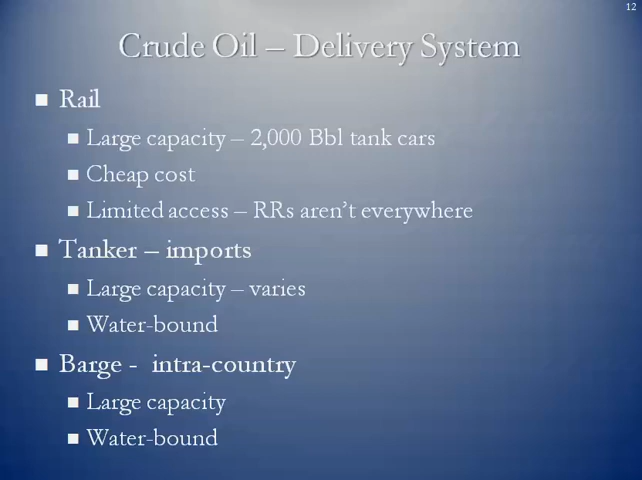 12
Crude Oil – Delivery System
Rail
Large capacity – 2,000 Bbl tank cars
Cheap cost
Limited access – RRs aren't everywhere
Tanker – imports
Large capacity – varies
Water-bound
Barge - intra-country
Large capacity
Water-bound